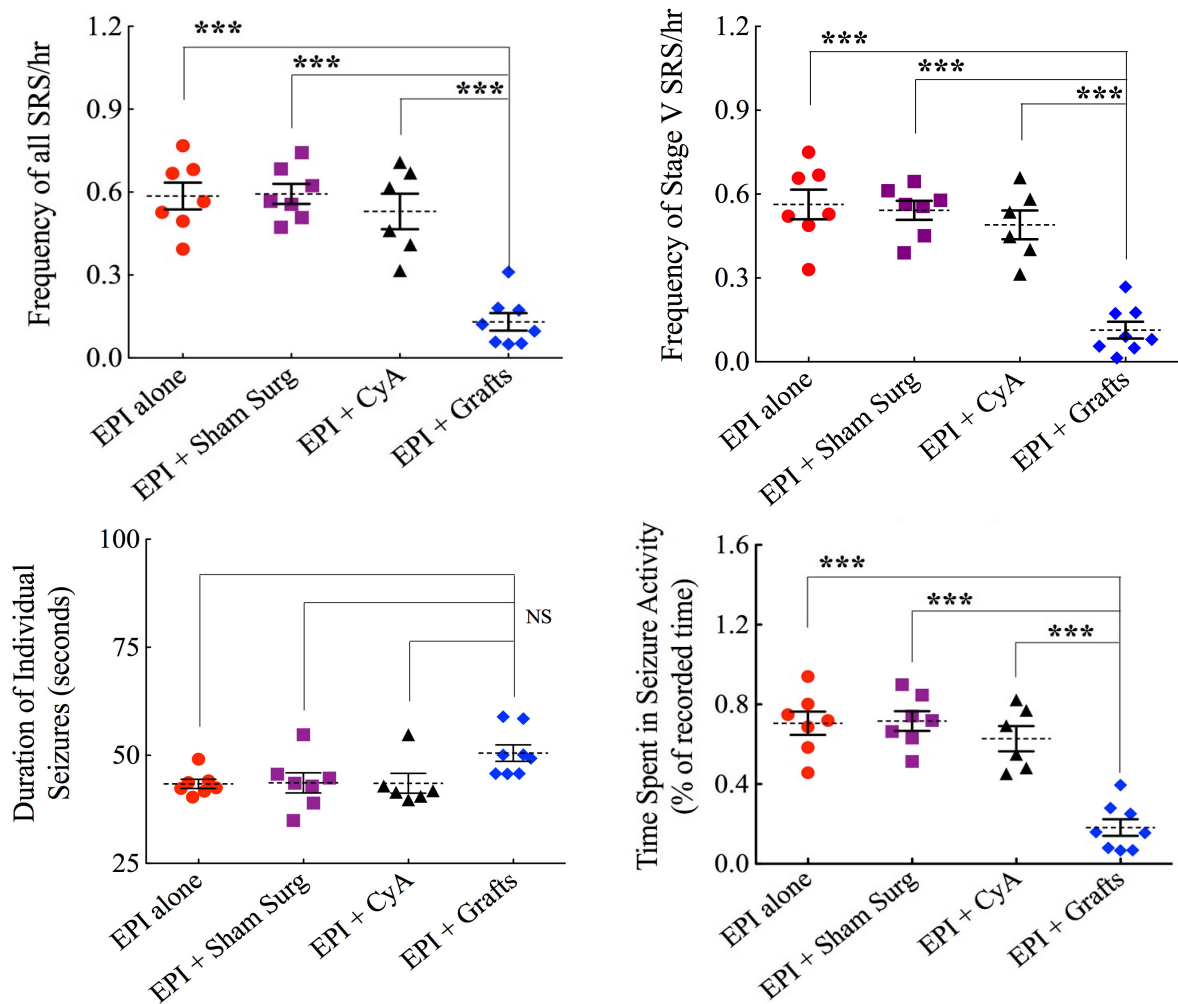 Frequency of all SRS/hr
1.2
0.9
0.6
0.3
0.0
***
***
***
EPI alone
EPI + Sham Surg
EPI + CyA
EPI + Grafts
Frequency of Stage V SRS/hr
1.2
0.9
0.6
0.3
0.0
***
***
***
EPI alone
EPI + Sham Surg
EPI + CyA
EPI + Grafts
Duration of Individual
Seizures (seconds)
100
75
50
25
NS
EPI alone
EPI + Sham Surg
EPI + CyA
EPI + Grafts
Time Spent in Seizure Activity
(% of recorded time)
1.6
1.2
0.8
0.4
0.0
***
***
***
EPI alone
EPI + Sham Surg
EPI + CyA
EPI + Grafts